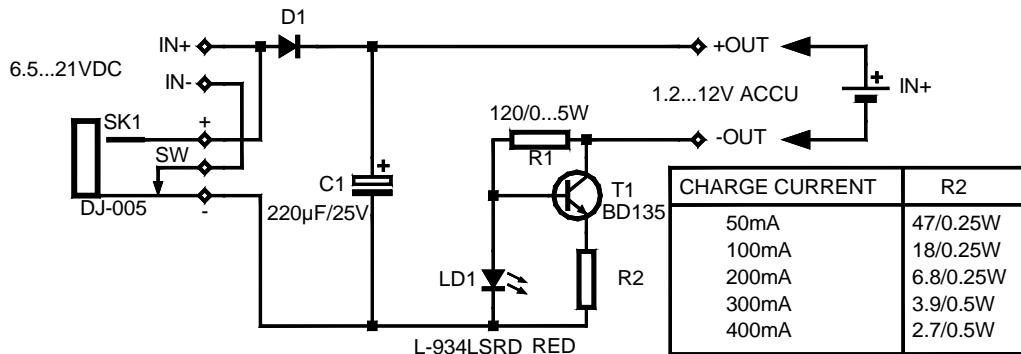 D1
IN+
+OUT
6.5...21VDC
IN-
1.2...12V ACCU
IN+
120/0...5W
SK1
+
-OUT
R1
SW
+
C1
T1
BD135
DJ-005
-
220µF/25V
LD1
R2
L-934LSRD RED
CHARGE CURRENT R2
50mA 47/0.25W
100mA 18/0.25W
200mA 6.8/0.25W
300mA 3.9/0.5W
400mA 2.7/0.5W